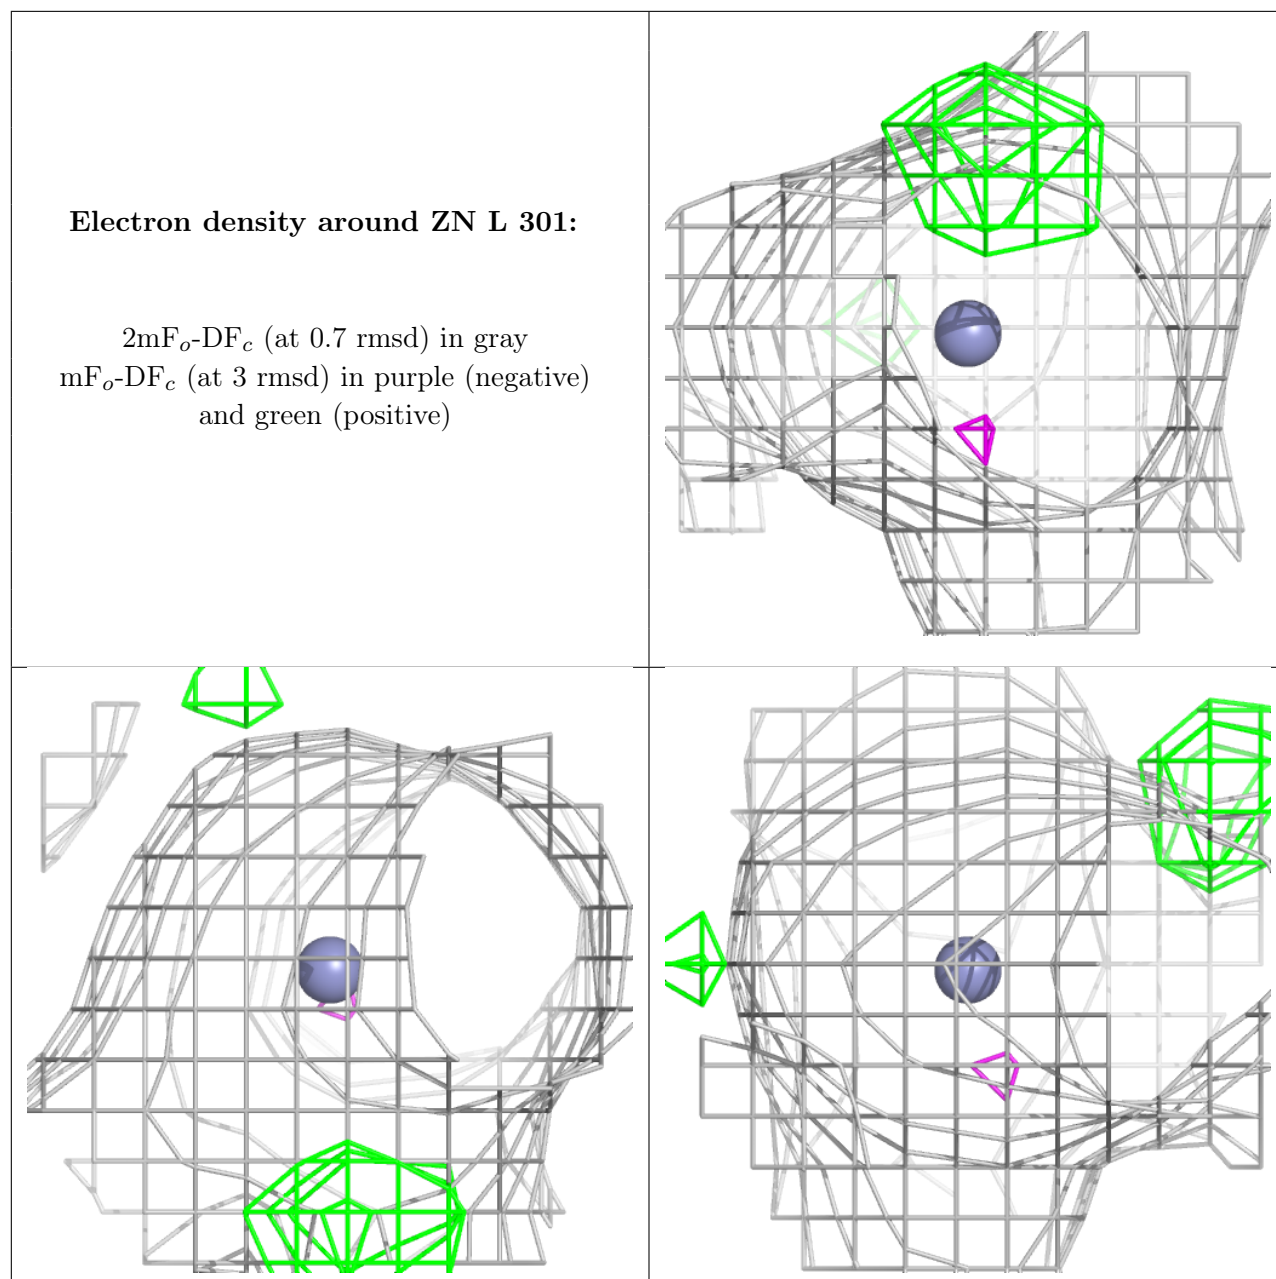 Electron density around ZN L 301:
2mFo-DFc (at 0.7 rmsd) in gray
mFo-DFc (at 3 rmsd) in purple (negative)
and green (positive)